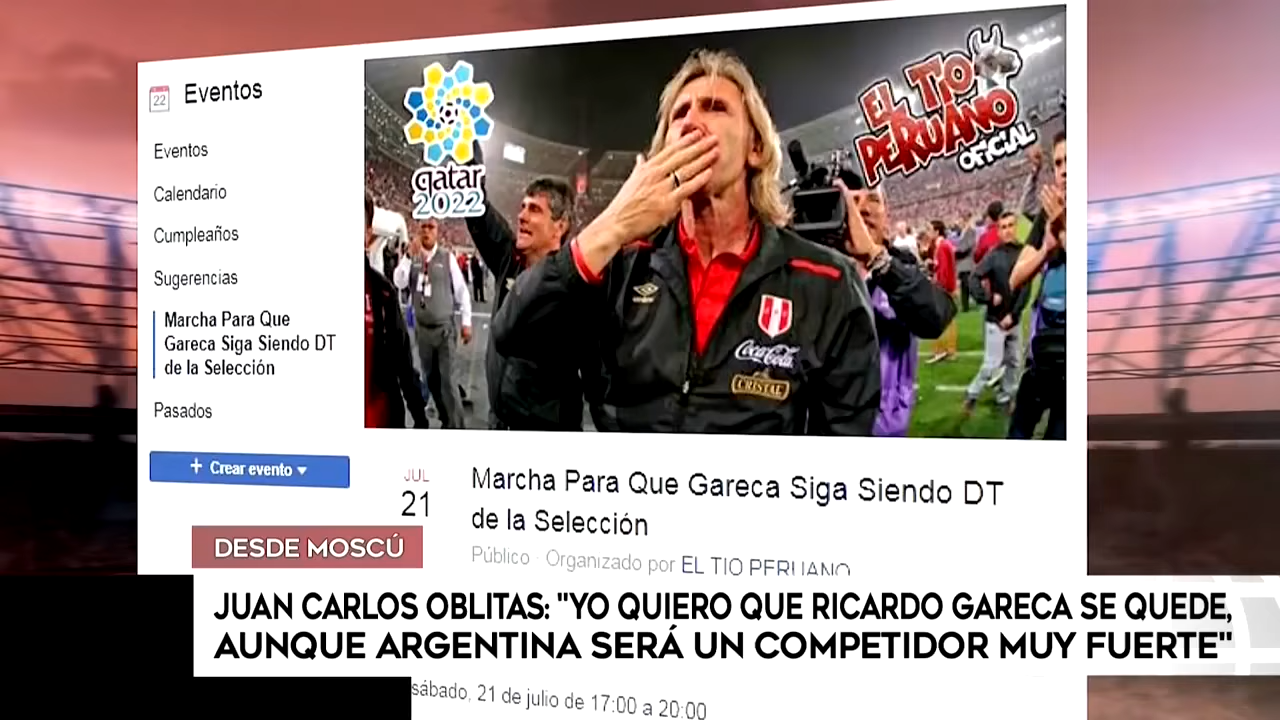 22
Eventos
Eventos
Calendario
Cumpleaños
Sugerencias
Marcha Para Que
Gareca Siga Siendo DT
de la Selección
Pasados
+ Crear evento
qatar
2022
EL TIO
PERUANO
OFICIAL
umbro
Coca-Cola
CRISTAL
JUL
21
Marcha Para Que Gareca Siga Siendo DT
de la Selección
Público · Organizado por EL TIO PERUANO
DESDE MOSCÚ
JUAN CARLOS OBLITAS: "YO QUIERO QUE RICARDO GARECA SE QUEDE,
AUNQUE ARGENTINA SERÁ UN COMPETIDOR MUY FUERTE"
sábado, 21 de julio de 17:00 a 20:00